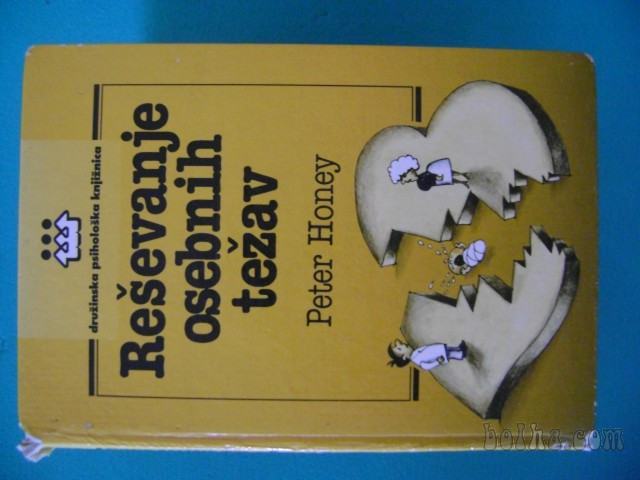 družinska psihološka knjižnica
Reševanje
osebnih
težav
Peter Honey
bolha.com